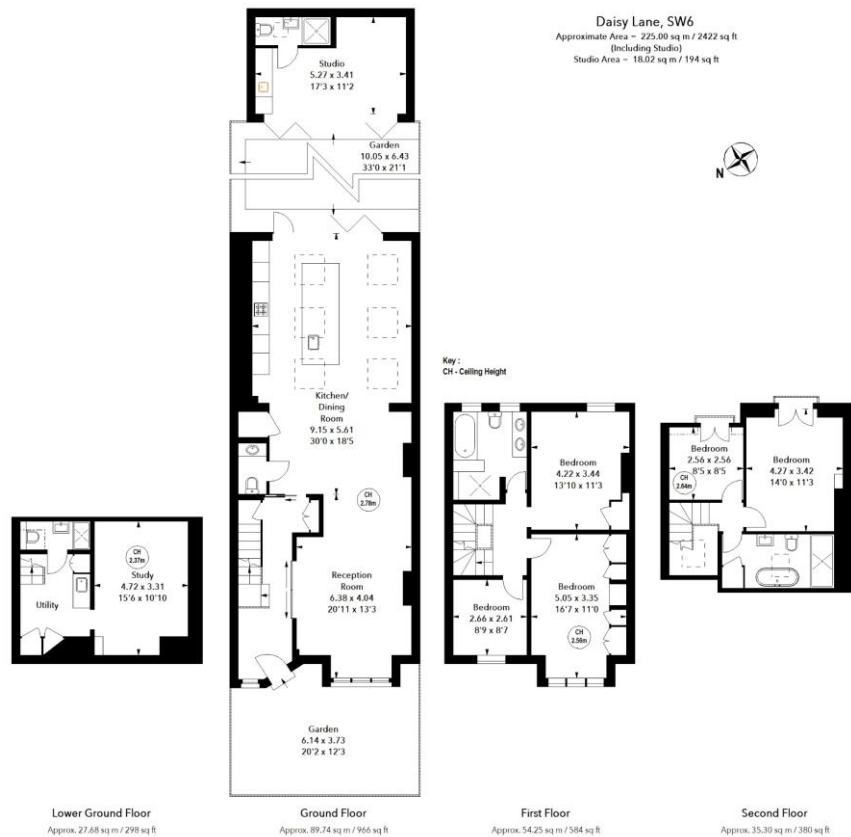 Daisy Lane, SW6
Approximate Area = 225.00 sq m / 2422 sq ft
(Including Studio)
Studio Area = 18.02 sq m / 194 sq ft
N
Studio
5.27 x 3.41
17'3 x 11'2
Garden
10.05 x 6.43
33'0 x 21'1
Kitchen/
Dining
Room
9.15 x 5.61
30'0 x 18'5
CH
2.78m
Reception
Room
6.38 x 4.04
20'11 x 13'3
Garden
6.14 x 3.73
20'2 x 12'3
Key :
CH - Ceiling Height
CH
2.37m
Study
4.72 x 3.31
15'6 x 10'10
Utility
Bedroom
4.22 x 3.44
13'10 x 11'3
Bedroom
5.05 x 3.35
16'7 x 11'0
CH
2.56m
Bedroom
2.66 x 2.61
8'9 x 8'7
Bedroom
2.56 x 2.56
8'5 x 8'5
CH
2.64m
Bedroom
4.27 x 3.42
14'0 x 11'3
Lower Ground Floor
Approx. 27.68 sq m / 298 sq ft
Ground Floor
Approx. 89.74 sq m / 966 sq ft
First Floor
Approx. 54.25 sq m / 584 sq ft
Second Floor
Approx. 35.30 sq m / 380 sq ft